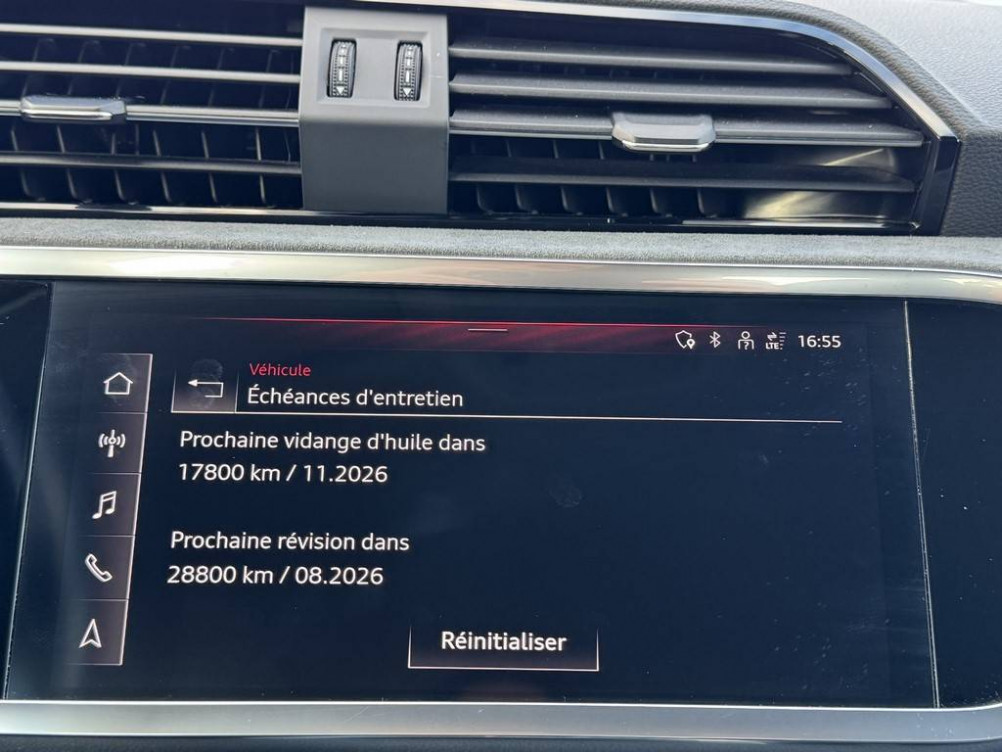 LTE
16:55
Véhicule
Échéances d'entretien
Prochaine vidange d'huile dans
17800 km / 11.2026
Prochaine révision dans
28800 km / 08.2026
Réinitialiser